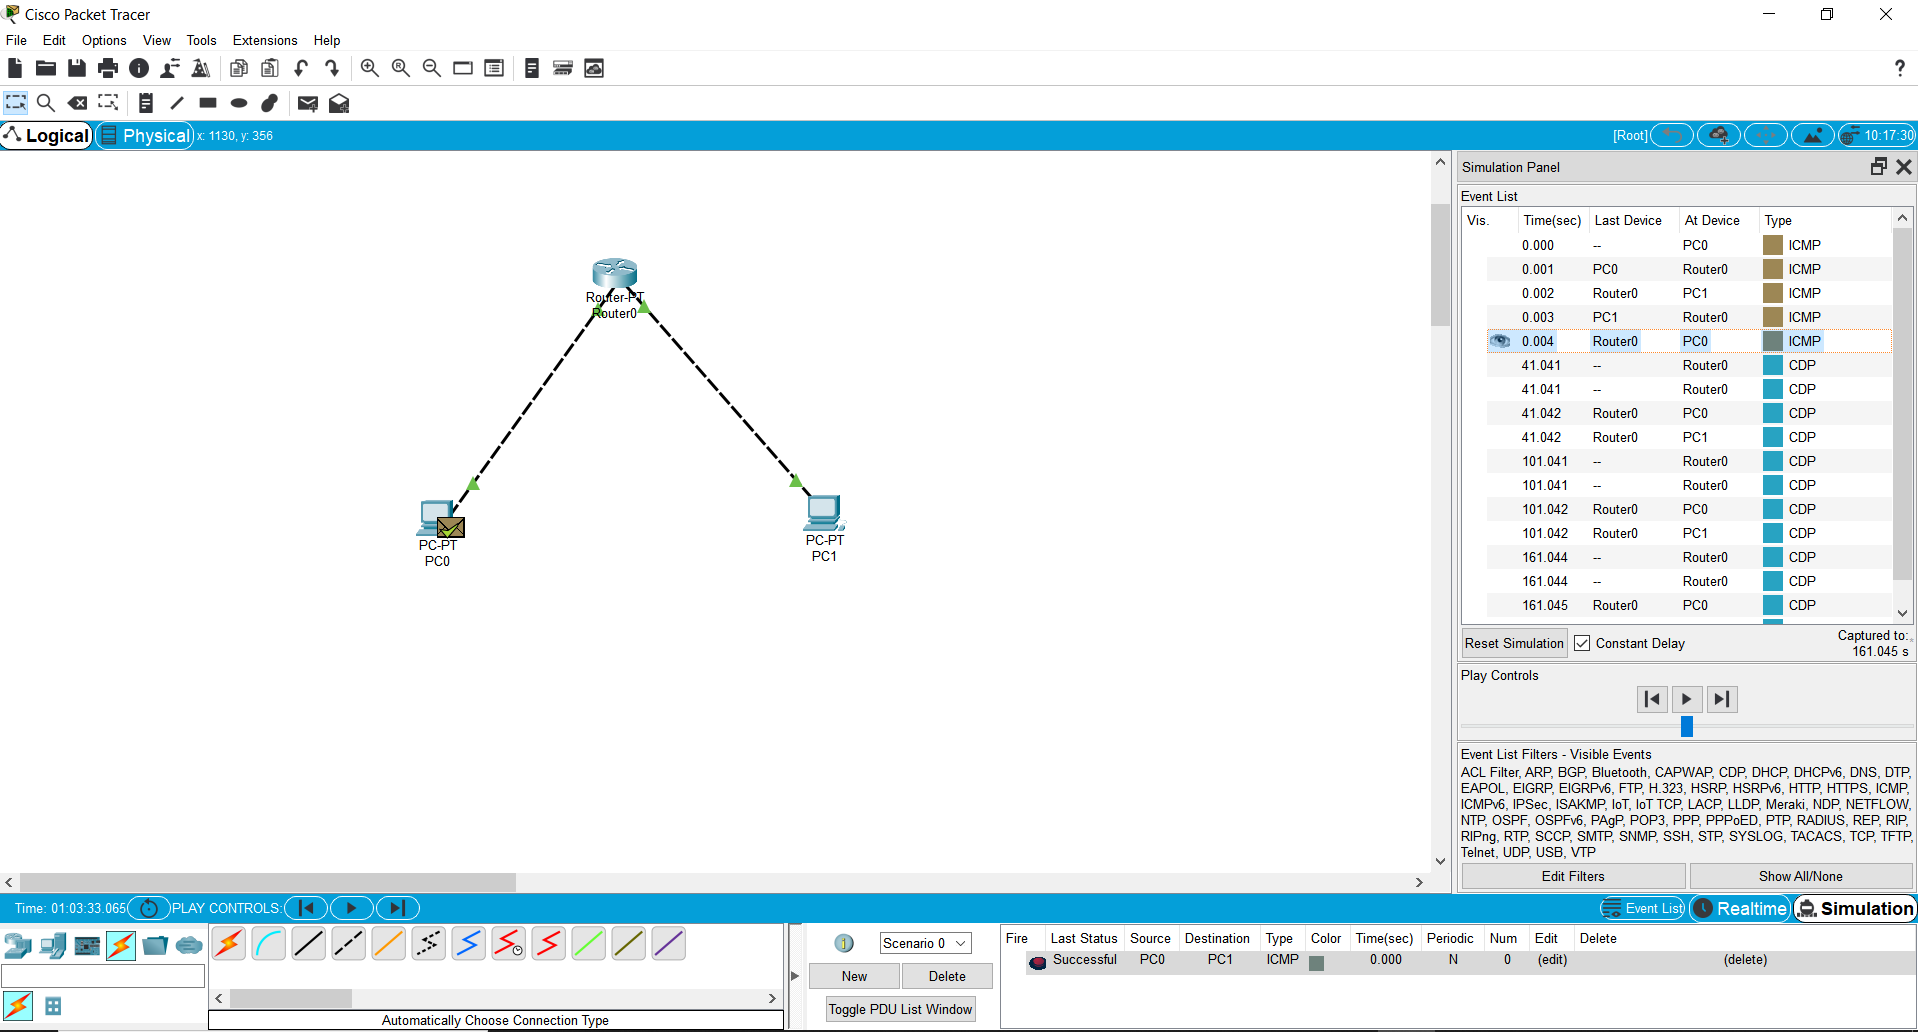 Cisco Packet Tracer
File Edit Options View Tools Extensions Help
?
Logical Physical x: 1130, y: 356 [Root] 10:17:30
Router-PT
Router0
PC-PT
PC0
PC-PT
PC1
Simulation Panel
Event List
Vis. Time(sec) Last Device At Device Type
0.000 -- PC0 ICMP
0.001 PC0 Router0 ICMP
0.002 Router0 PC1 ICMP
0.003 PC1 Router0 ICMP
0.004 Router0 PC0 ICMP
41.041 -- Router0 CDP
41.041 -- Router0 CDP
41.042 Router0 PC0 CDP
41.042 Router0 PC1 CDP
101.041 -- Router0 CDP
101.041 -- Router0 CDP
101.042 Router0 PC0 CDP
101.042 Router0 PC1 CDP
161.044 -- Router0 CDP
161.044 -- Router0 CDP
161.045 Router0 PC0 CDP
Reset Simulation Constant Delay Captured to:
161.045 s
Play Controls
Event List Filters - Visible Events
ACL Filter, ARP, BGP, Bluetooth, CAPWAP, CDP, DHCP, DHCPv6, DNS, DTP,
EAPOL, EIGRP, EIGRPv6, FTP, H.323, HSRP, HSRPv6, HTTP, HTTPS, ICMP,
ICMPv6, IPSec, ISAKMP, IoT, IoT TCP, LACP, LLDP, Meraki, NDP, NETFLOW,
NTP, OSPF, OSPFv6, PAgP, POP3, PPP, PPPoED, PTP, RADIUS, REP, RIP,
RIPng, RTP, SCCP, SMTP, SNMP, SSH, STP, SYSLOG, TACACS, TCP, TFTP,
Telnet, UDP, USB, VTP
Edit Filters Show All/None
Time: 01:03:33.065 PLAY CONTROLS: Event List Realtime Simulation
Scenario 0
New Delete
Toggle PDU List Window
Fire Last Status Source Destination Type Color Time(sec) Periodic Num Edit Delete
Successful PC0 PC1 ICMP 0.000 N 0 (edit) (delete)
Automatically Choose Connection Type